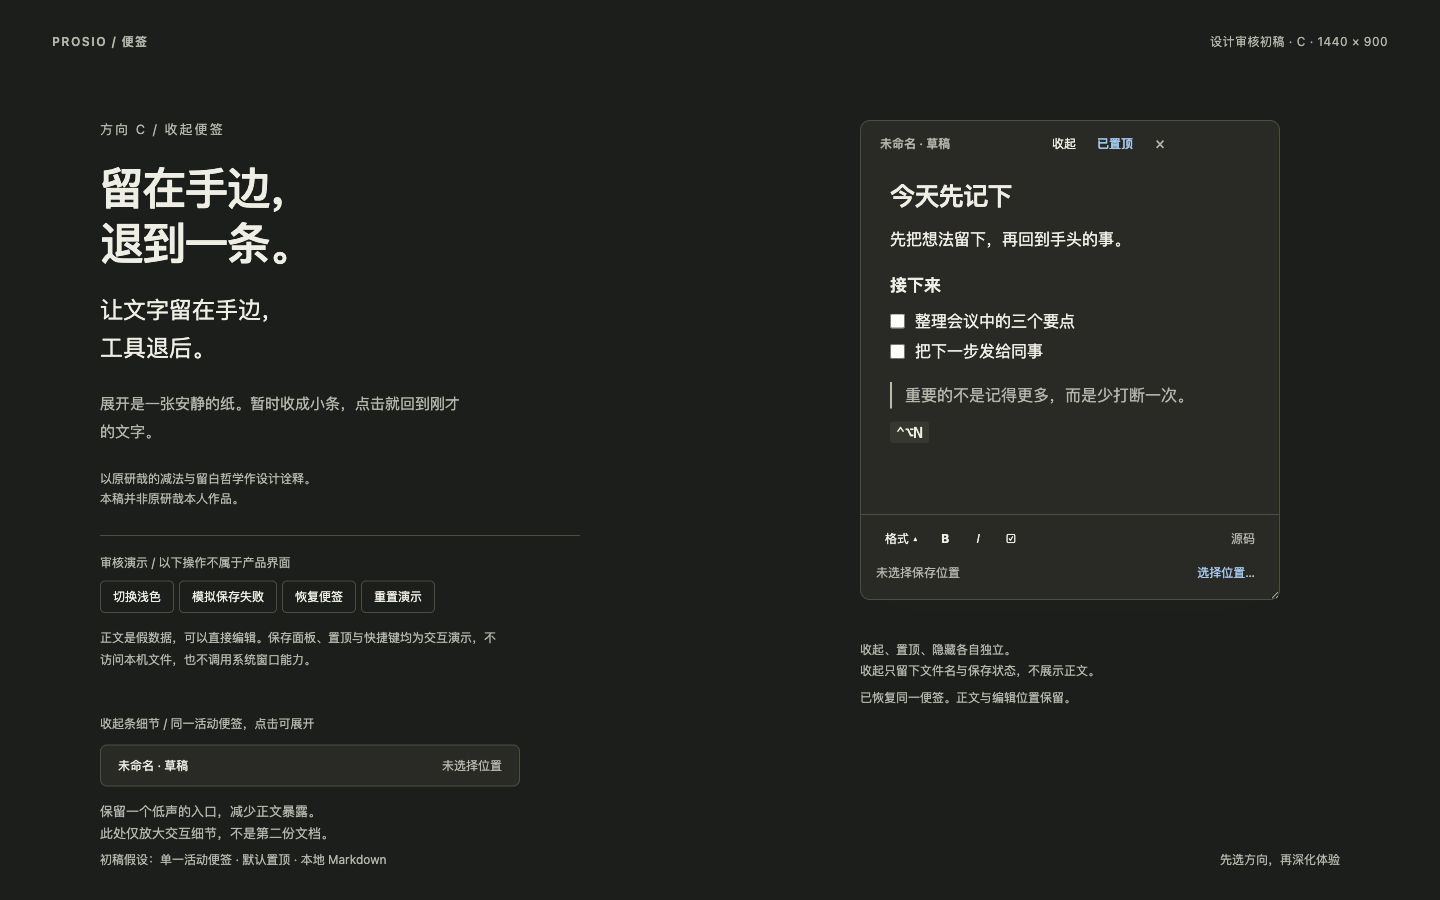 PROSIO / 便签
设计审核初稿 · C · 1440 × 900
方向 C / 收起便签
留在手边，
退到一条。
让文字留在手边，
工具退后。
展开是一张安静的纸。暂时收成小条，点击就回到刚才
的文字。
以原研哉的减法与留白哲学作设计诠释。
本稿并非原研哉本人作品。
审核演示 / 以下操作不属于产品界面
切换浅色 模拟保存失败 恢复便签 重置演示
正文是假数据，可以直接编辑。保存面板、置顶与快捷键均为交互演示，不
访问本机文件，也不调用系统窗口能力。
收起条细节 / 同一活动便签，点击可展开
未命名 · 草稿 未选择位置
保留一个低声的入口，减少正文暴露。
此处仅放大交互细节，不是第二份文档。
初稿假设：单一活动便签 · 默认置顶 · 本地 Markdown
未命名 · 草稿 收起 已置顶 ×
今天先记下
先把想法留下，再回到手头的事。
接下来
整理会议中的三个要点
把下一步发给同事
重要的不是记得更多，而是少打断一次。
^⌥N
格式 ▴ B I ☑ 源码
未选择保存位置 选择位置…
收起、置顶、隐藏各自独立。
收起只留下文件名与保存状态，不展示正文。
已恢复同一便签。正文与编辑位置保留。
先选方向，再深化体验